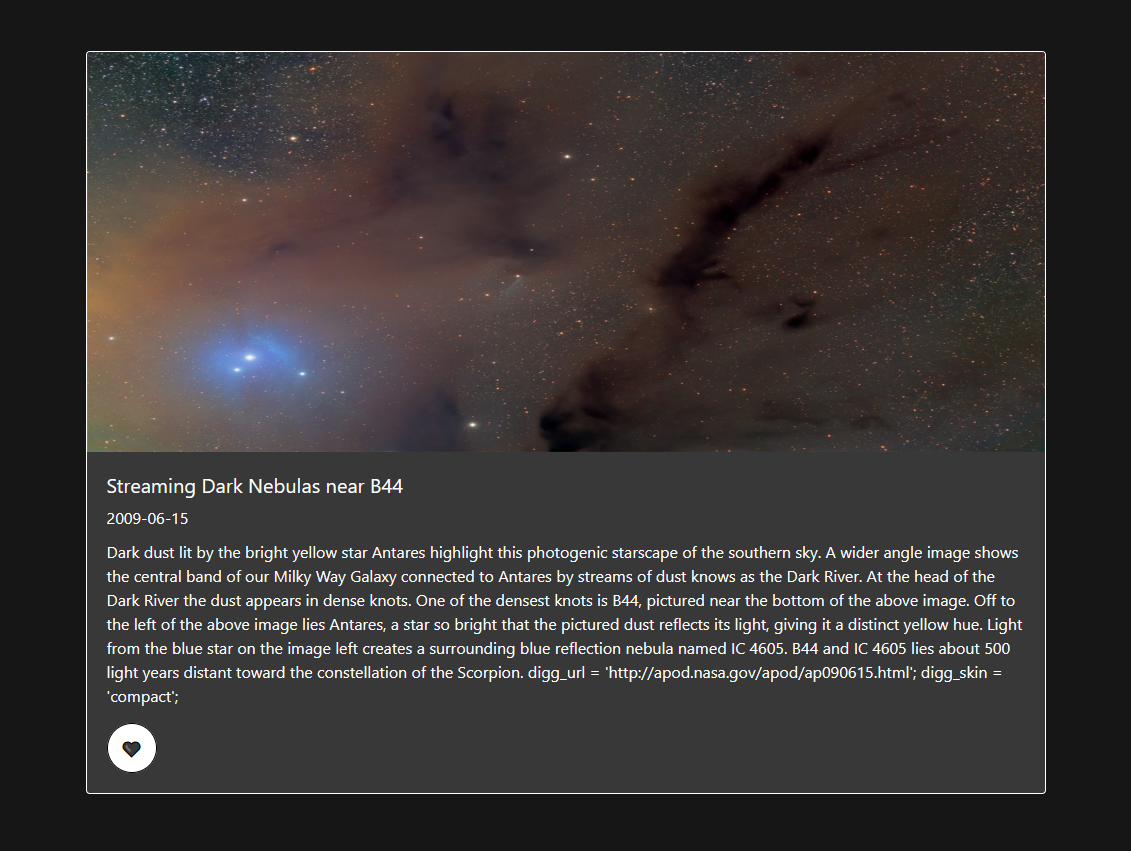 Streaming Dark Nebulas near B44
2009-06-15
Dark dust lit by the bright yellow star Antares highlight this photogenic starscape of the southern sky. A wider angle image shows
the central band of our Milky Way Galaxy connected to Antares by streams of dust knows as the Dark River. At the head of the
Dark River the dust appears in dense knots. One of the densest knots is B44, pictured near the bottom of the above image. Off to
the left of the above image lies Antares, a star so bright that the pictured dust reflects its light, giving it a distinct yellow hue. Light
from the blue star on the image left creates a surrounding blue reflection nebula named IC 4605. B44 and IC 4605 lies about 500
light years distant toward the constellation of the Scorpion. digg_url = 'http://apod.nasa.gov/apod/ap090615.html'; digg_skin =
'compact';